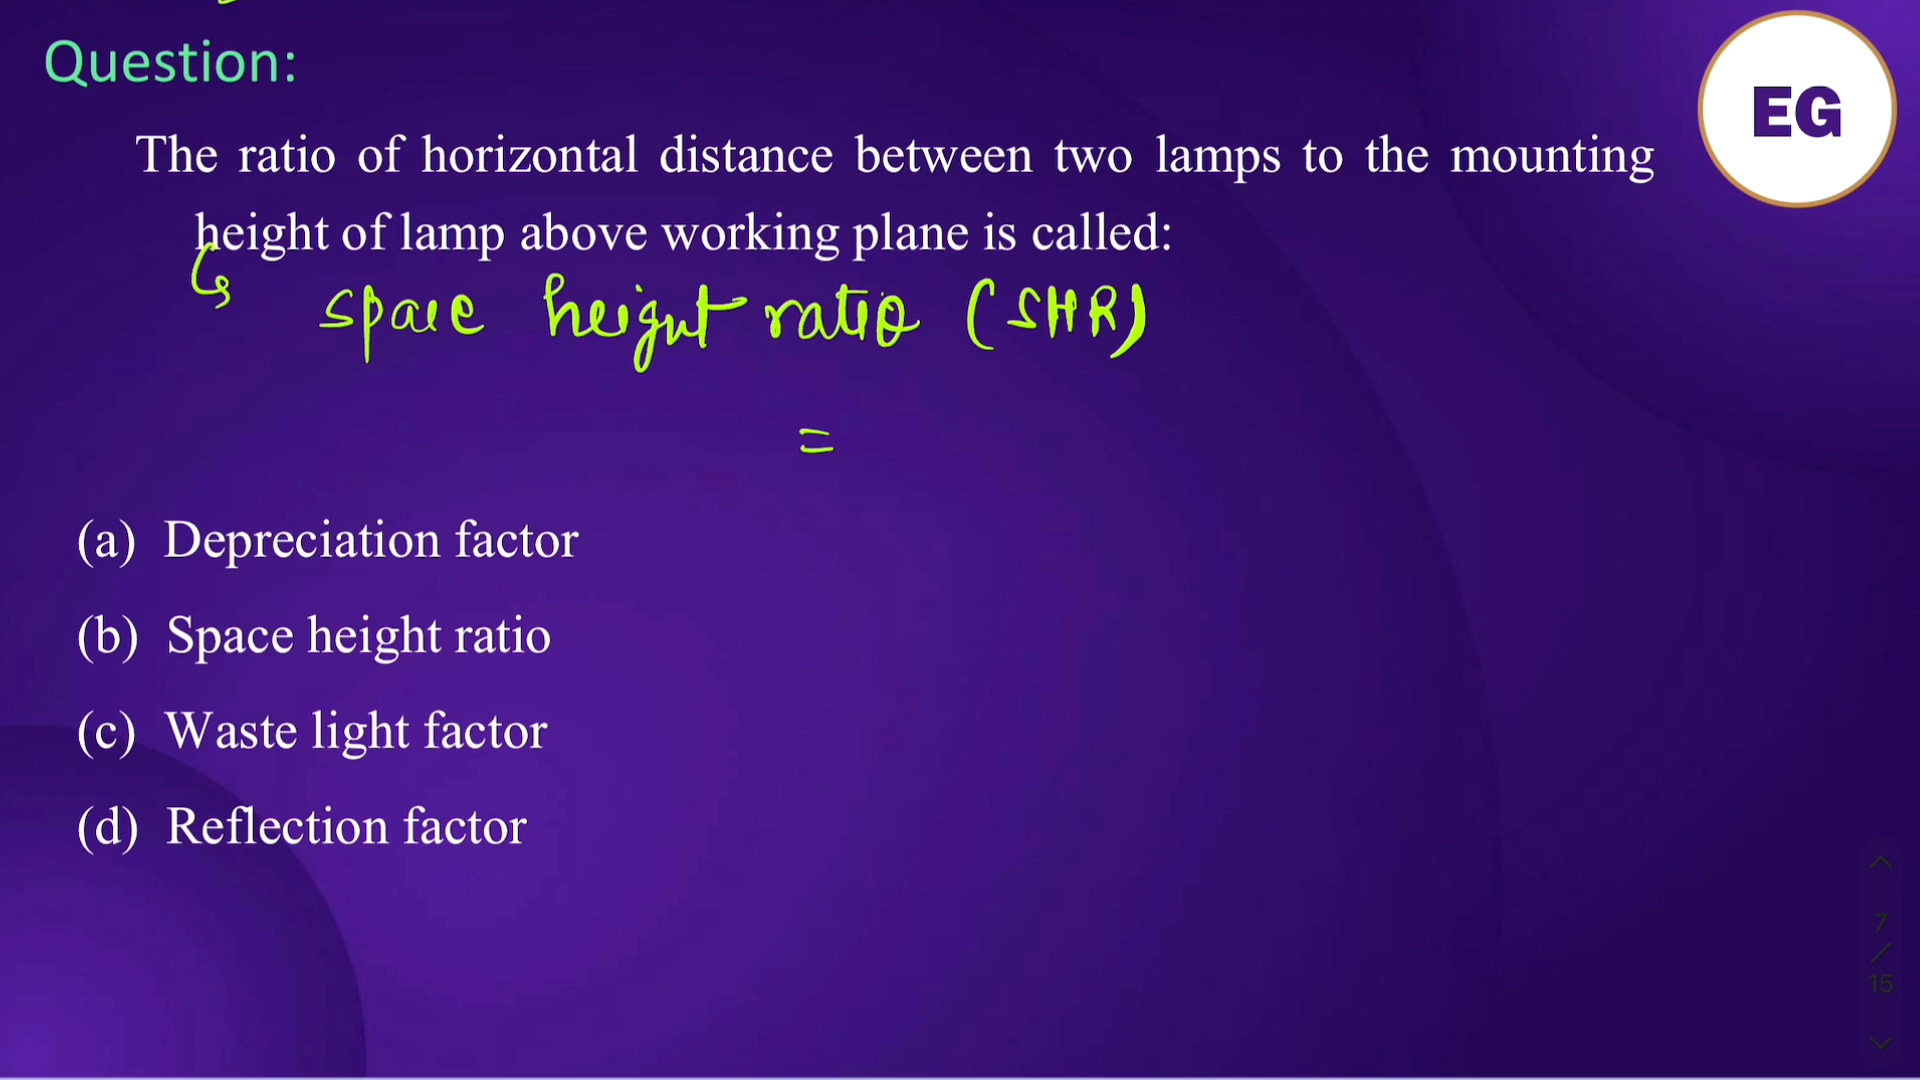 Question:
EG
The ratio of horizontal distance between two lamps to the mounting
height of lamp above working plane is called:
space height ratio (SHR)
=
(a) Depreciation factor
(b) Space height ratio
(c) Waste light factor
(d) Reflection factor
7
/
15